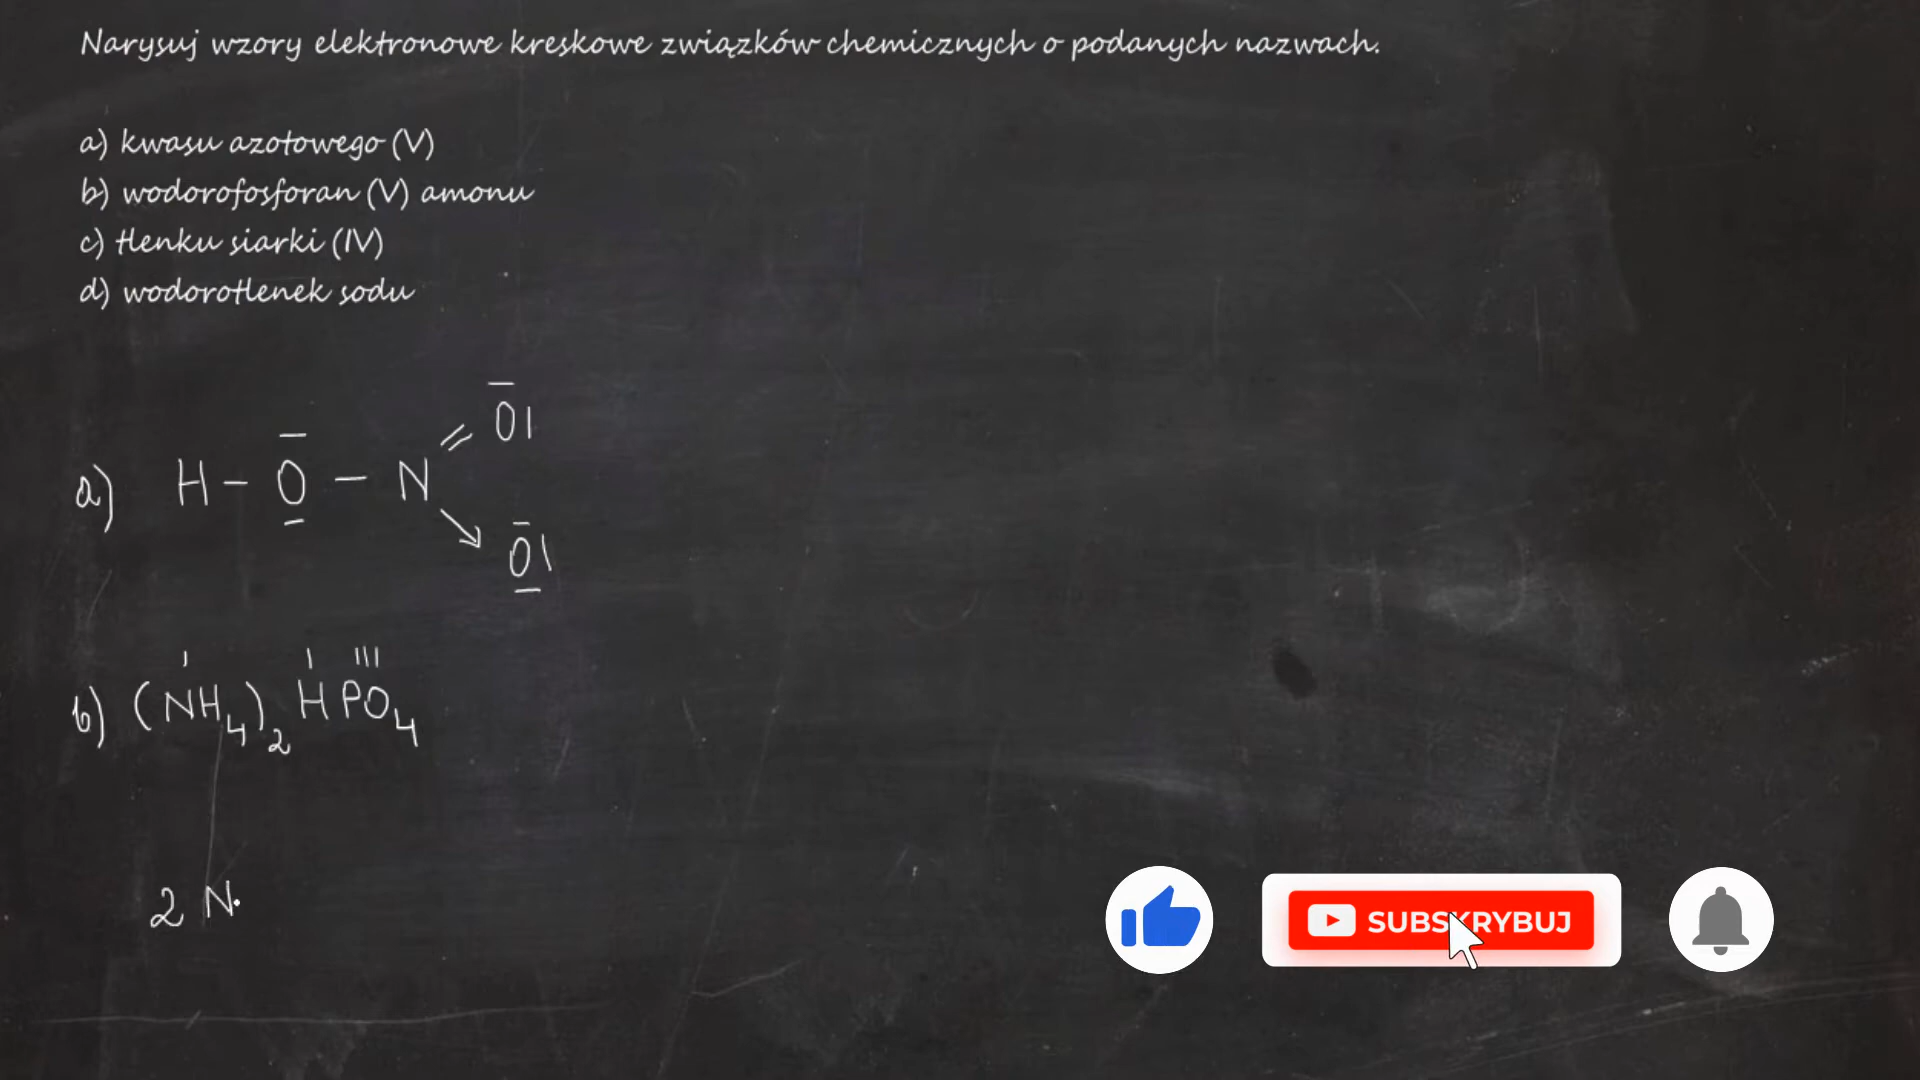 Narysuj wzory elektronowe kreskowe związków chemicznych o podanych nazwach.
a) kwasu azotowego (V)
b) wodorofosforan (V) amonu
c) tlenku siarki (IV)
d) wodorotlenek sodu
a) H - O - N = O
O
I I III
b) (NH4)2 HPO4
2 N
SUBSKRYBUJ